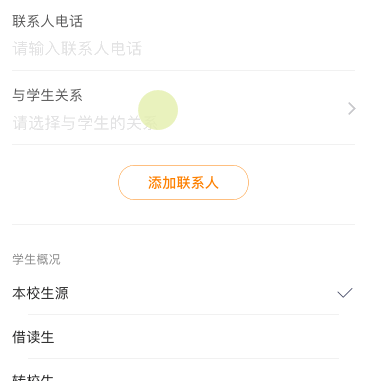 联系人电话
请输入联系人电话
与学生关系
请选择与学生的关系
添加联系人
学生概况
本校生源
借读生
转校生